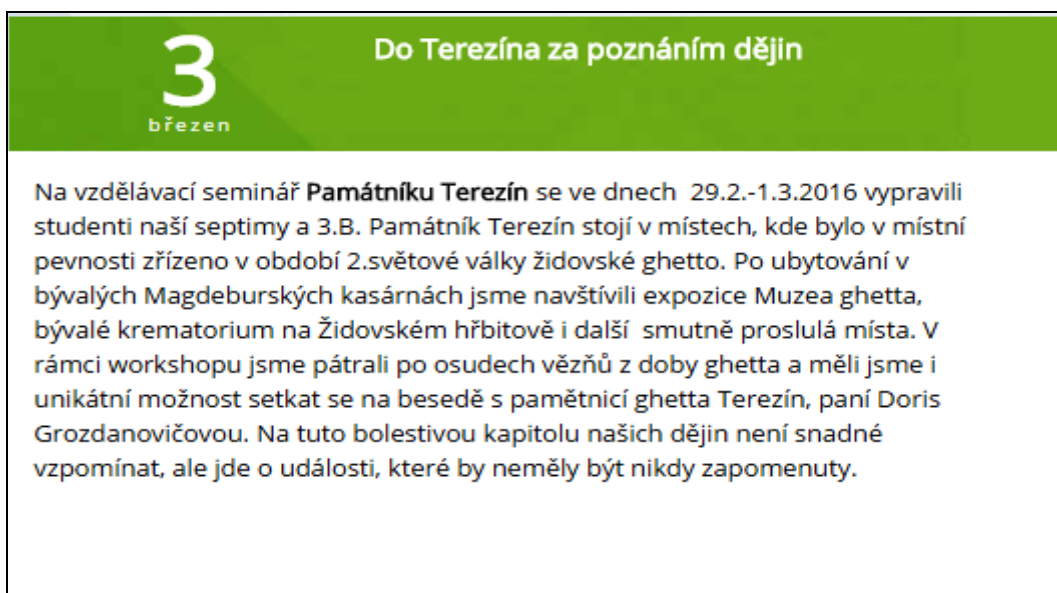 3
březen
Do Terezína za poznáním dějin
Na vzdělávací seminář Památníku Terezín se ve dnech  29.2.-1.3.2016 vypravili
studenti naší septimy a 3.B. Památník Terezín stojí v místech, kde bylo v místní
pevnosti zřízeno v období 2.světové války židovské ghetto. Po ubytování v
bývalých Magdeburských kasárnách jsme navštívili expozice Muzea ghetta,
bývalé krematorium na Židovském hřbitově i další  smutně proslulá místa. V
rámci workshopu jsme pátrali po osudech vězňů z doby ghetta a měli jsme i
unikátní možnost setkat se na besedě s pamětnicí ghetta Terezín, paní Doris
Grozdanovičovou. Na tuto bolestivou kapitolu našich dějin není snadné
vzpomínat, ale jde o události, které by neměly být nikdy zapomenuty.